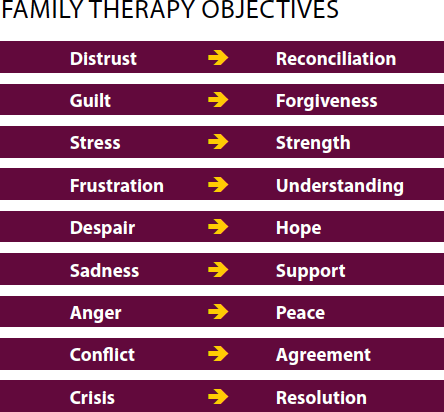 FAMILY THERAPY OBJECTIVES
Distrust ➔ Reconciliation
Guilt ➔ Forgiveness
Stress ➔ Strength
Frustration ➔ Understanding
Despair ➔ Hope
Sadness ➔ Support
Anger ➔ Peace
Conflict ➔ Agreement
Crisis ➔ Resolution